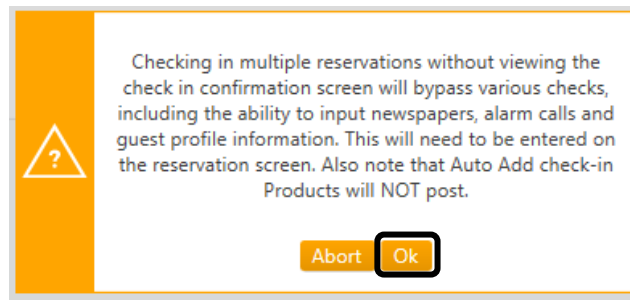 Checking in multiple reservations without viewing the
check in confirmation screen will bypass various checks,
including the ability to input newspapers, alarm calls and
guest profile information. This will need to be entered on
the reservation screen. Also note that Auto Add check-in
Products will NOT post.
?
Abort Ok